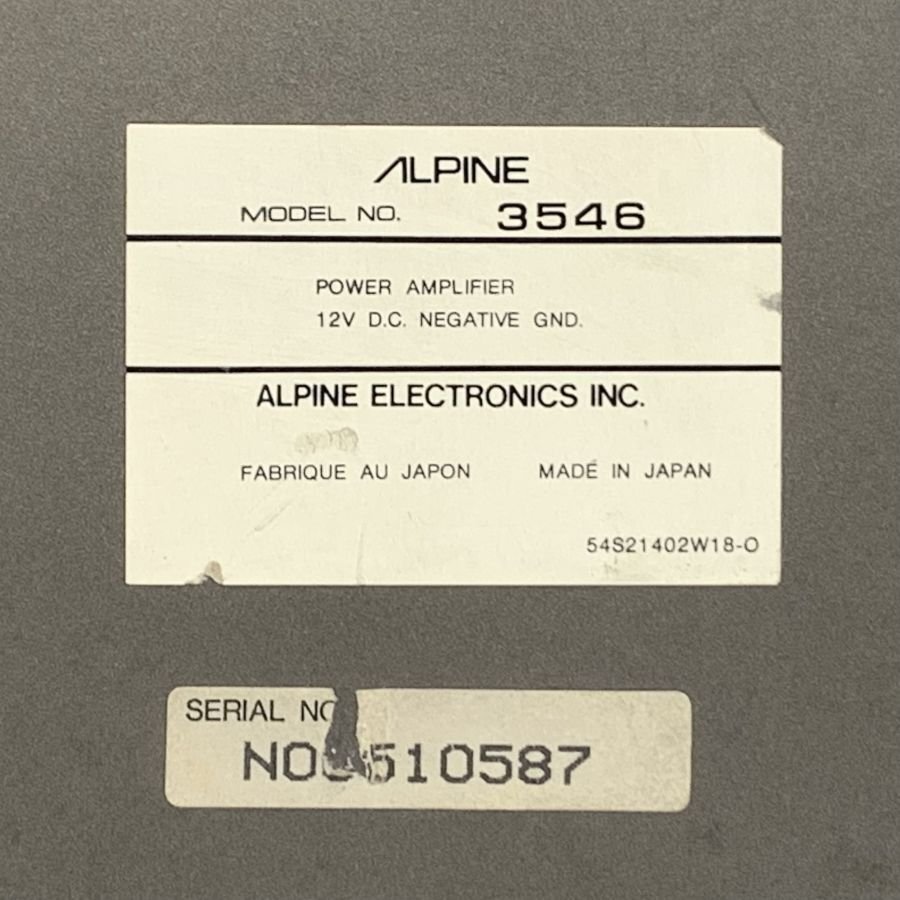 ALPINE
MODEL NO. 3546
POWER AMPLIFIER
12V D.C. NEGATIVE GND.
ALPINE ELECTRONICS INC.
FABRIQUE AU JAPON MADE IN JAPAN
54S21402W18-O
SERIAL